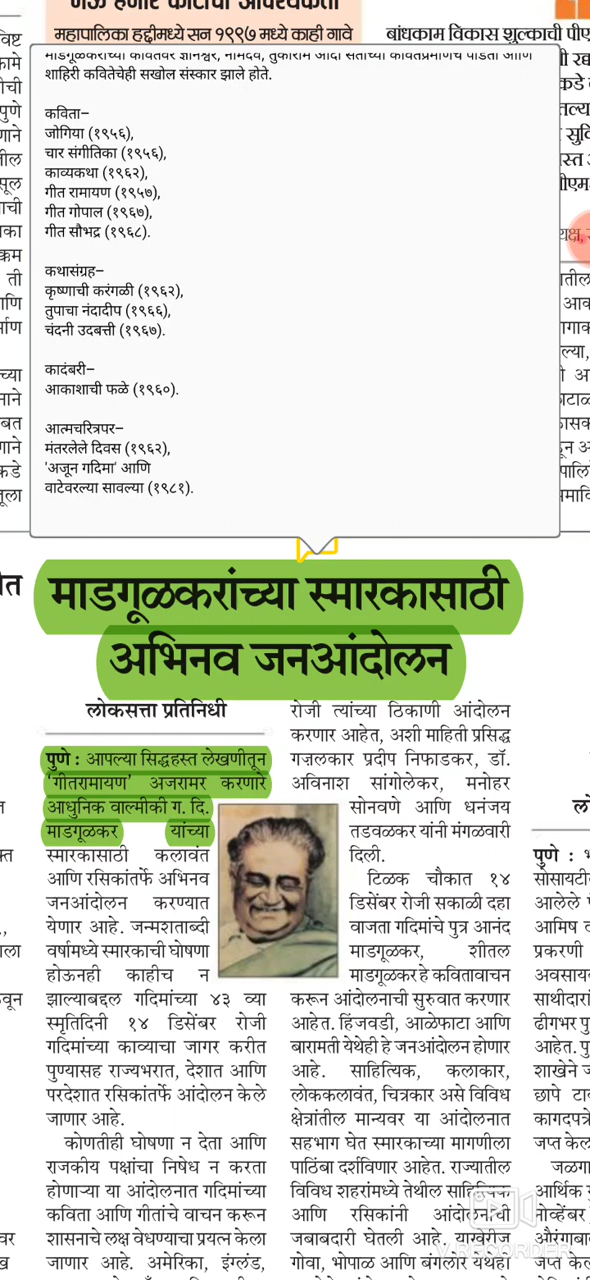 महापालिका हद्दीमध्ये सन १९९७ मध्ये काही गावे
बांधकाम विकास शुल्काची पीए
शाहिरी कवितेचेही सखोल संस्कार झाले होते.
कविता–
जोगिया (१९५६),
चार संगीतिका (१९५६),
काव्यकथा (१९६२),
गीत रामायण (१९५७),
गीत गोपाल (१९६७),
गीत सौभद्र (१९६८).
कथासंग्रह–
कृष्णाची करंगळी (१९६२),
तुपाचा नंदादीप (१९६६),
चंदनी उदबत्ती (१९६७).
कादंबरी–
आकाशाची फळे (१९६०).
आत्मचरित्रपर–
मंतरलेले दिवस (१९६२),
'अजून गदिमा' आणि
वाटेवरल्या सावल्या (१९८१).
माडगूळकरांच्या स्मारकासाठी
अभिनव जनआंदोलन
लोकसत्ता प्रतिनिधी
पुणे : आपल्या सिद्धहस्त लेखणीतून
'गीतरामायण' अजरामर करणारे
आधुनिक वाल्मीकी ग. दि.
माडगूळकर यांच्या
स्मारकासाठी कलावंत
आणि रसिकांतर्फे अभिनव
जनआंदोलन करण्यात
येणार आहे. जन्मशताब्दी
वर्षामध्ये स्मारकाची घोषणा
होऊनही काहीच न
झाल्याबद्दल गदिमांच्या ४३ व्या
स्मृतिदिनी १४ डिसेंबर रोजी
गदिमांच्या काव्याचा जागर करीत
पुण्यासह राज्यभरात, देशात आणि
परदेशात रसिकांतर्फे आंदोलन केले
जाणार आहे.
कोणतीही घोषणा न देता आणि
राजकीय पक्षांचा निषेध न करता
होणाऱ्या या आंदोलनात गदिमांच्या
कविता आणि गीतांचे वाचन करून
शासनाचे लक्ष वेधण्याचा प्रयत्न केला
जाणार आहे. अमेरिका, इंग्लंड,
रोजी त्यांच्या ठिकाणी आंदोलन
करणार आहेत, अशी माहिती प्रसिद्ध
गज़लकार प्रदीप निफाडकर, डॉ.
अविनाश सांगोलेकर, मनोहर
सोनवणे आणि धनंजय
तडवळकर यांनी मंगळवारी
दिली.
टिळक चौकात १४
डिसेंबर रोजी सकाळी दहा
वाजता गदिमांचे पुत्र आनंद
माडगूळकर, शीतल
माडगूळकर हे कवितावाचन
करून आंदोलनाची सुरुवात करणार
आहेत. हिंजवडी, आळेफाटा आणि
बारामती येथेही हे जनआंदोलन होणार
आहे. साहित्यिक, कलाकार,
लोककलावंत, चित्रकार असे विविध
क्षेत्रांतील मान्यवर या आंदोलनात
सहभाग घेत स्मारकाच्या मागणीला
पाठिंबा दर्शविणार आहेत. राज्यातील
विविध शहरांमध्ये तेथील साहित्यिक
आणि रसिकांनी आंदोलनाची
जबाबदारी घेतली आहे. याखेरीज
गोवा, भोपाळ आणि बंगलोर येथेही
V RECORDER